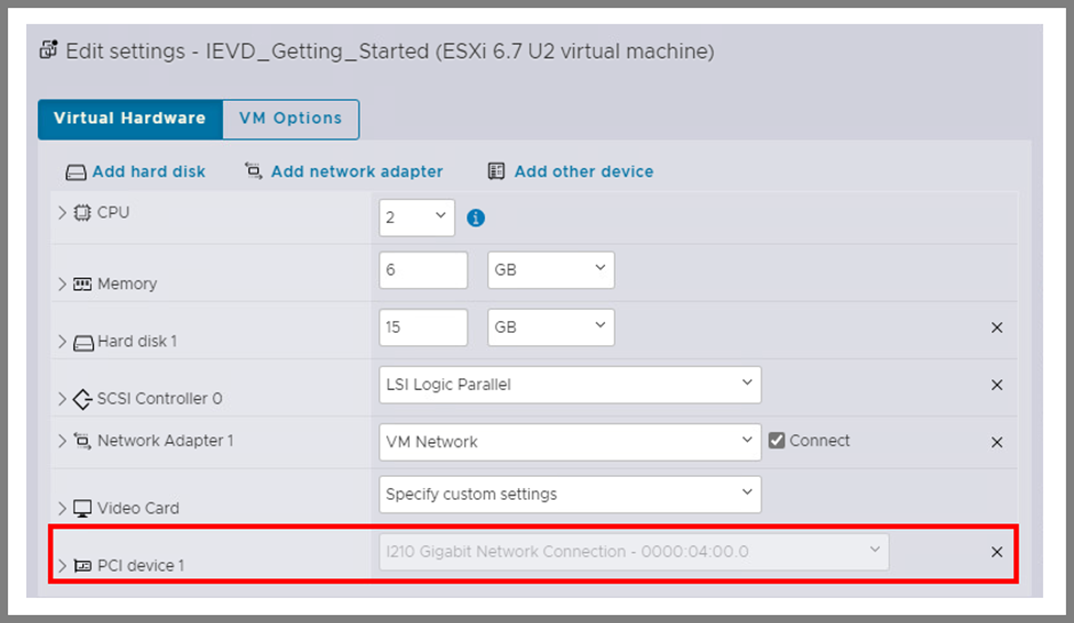 Edit settings - IEVD_Getting_Started (ESXi 6.7 U2 virtual machine)
Virtual Hardware VM Options
Add hard disk Add network adapter Add other device
CPU 2
Memory 6 GB
Hard disk 1 15 GB
SCSI Controller 0 LSI Logic Parallel
Network Adapter 1 VM Network Connect
Video Card Specify custom settings
PCI device 1 I210 Gigabit Network Connection - 0000:04:00.0